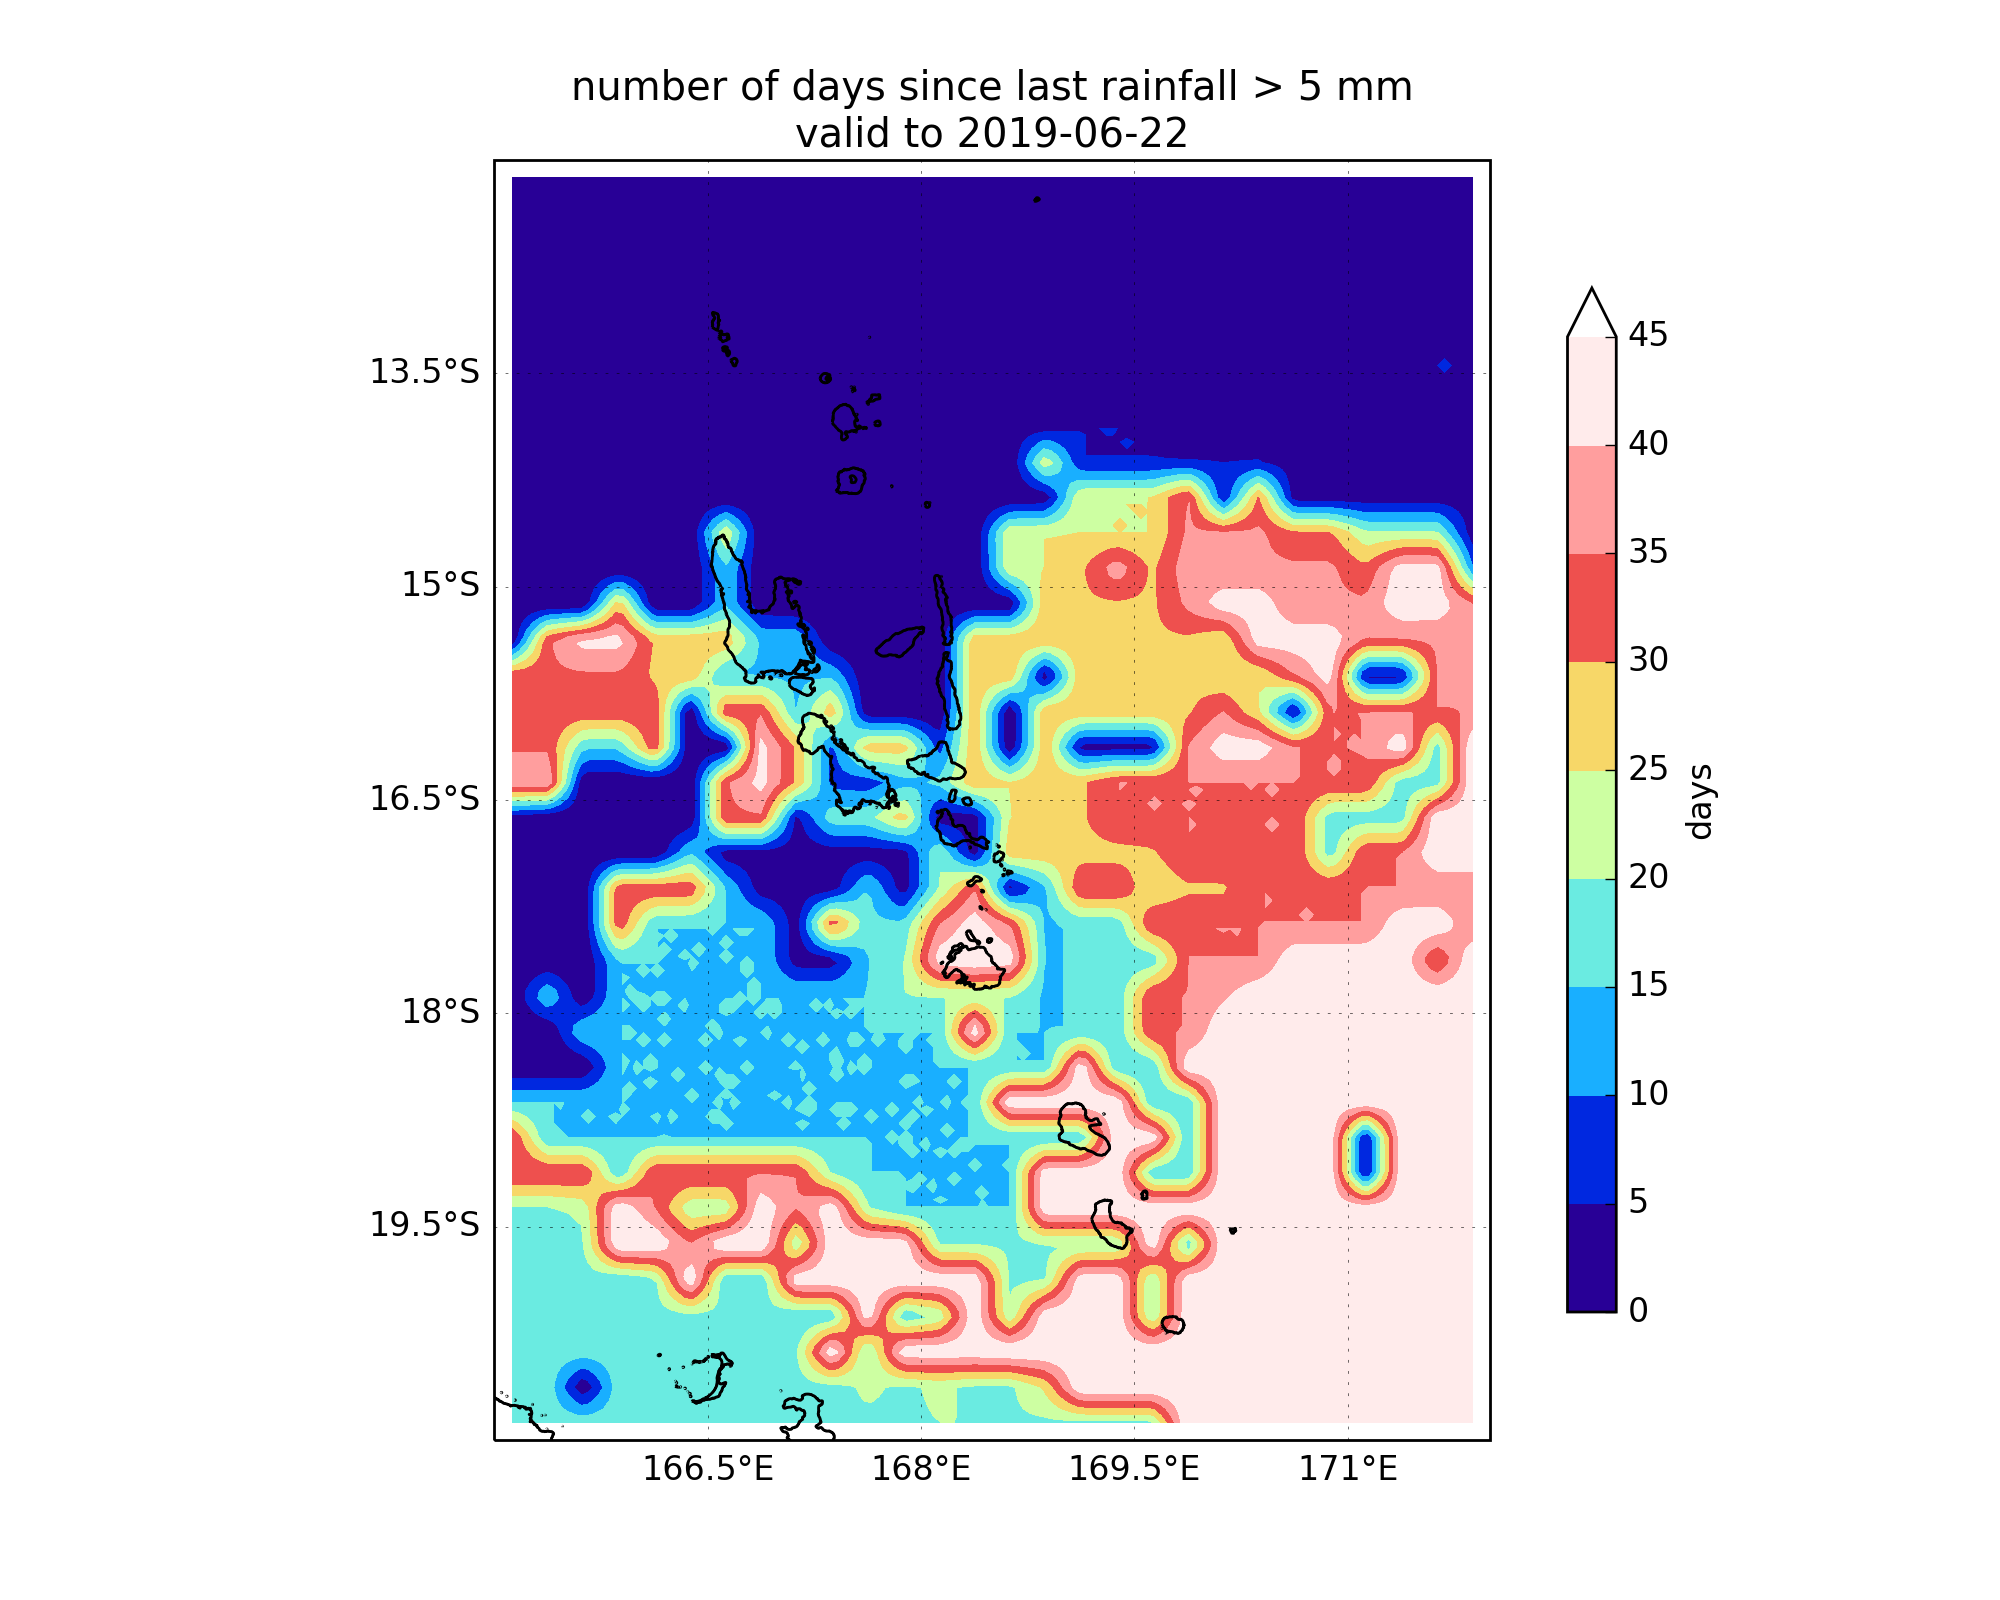 number of days since last rainfall > 5 mm
valid to 2019-06-22
13.5°S
15°S
16.5°S
18°S
19.5°S
166.5°E
168°E
169.5°E
171°E
45
40
35
30
25
20
15
10
5
0
days